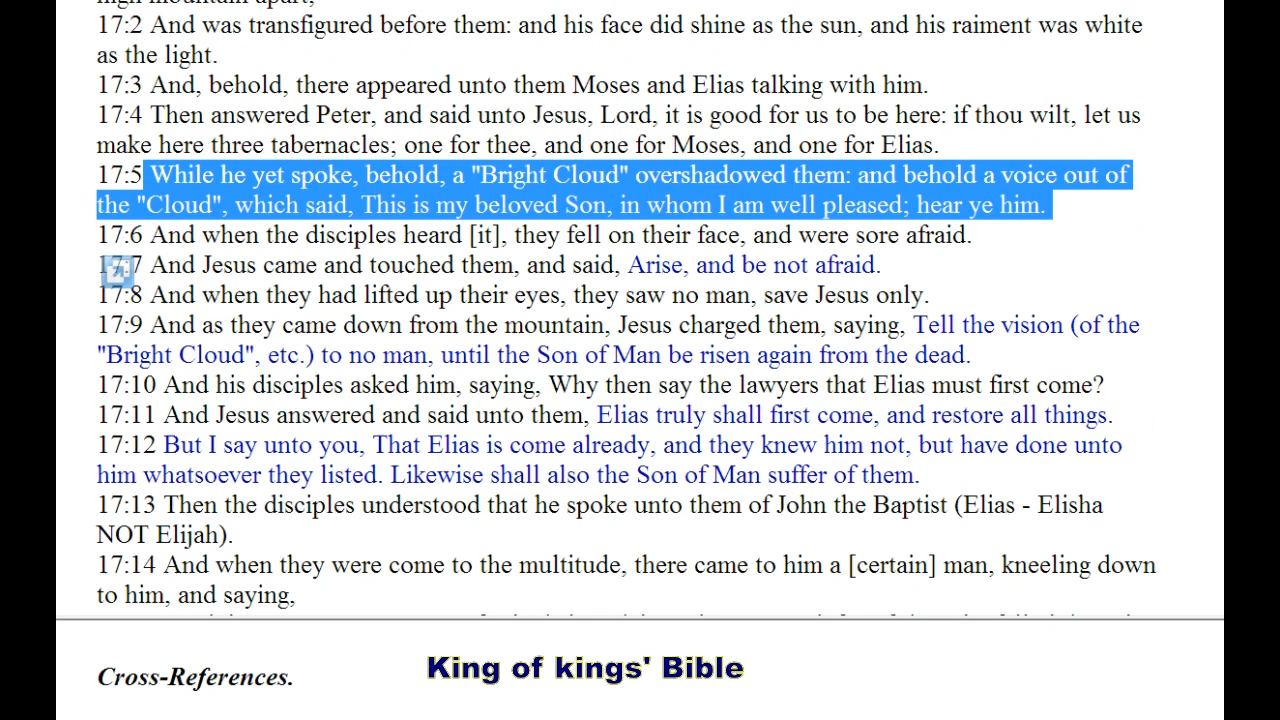 high mountain apart,
17:2 And was transfigured before them: and his face did shine as the sun, and his raiment was white
as the light.
17:3 And, behold, there appeared unto them Moses and Elias talking with him.
17:4 Then answered Peter, and said unto Jesus, Lord, it is good for us to be here: if thou wilt, let us
make here three tabernacles; one for thee, and one for Moses, and one for Elias.
17:5 While he yet spoke, behold, a "Bright Cloud" overshadowed them: and behold a voice out of
the "Cloud", which said, This is my beloved Son, in whom I am well pleased; hear ye him.
17:6 And when the disciples heard [it], they fell on their face, and were sore afraid.
17:7 And Jesus came and touched them, and said, Arise, and be not afraid.
17:8 And when they had lifted up their eyes, they saw no man, save Jesus only.
17:9 And as they came down from the mountain, Jesus charged them, saying, Tell the vision (of the
"Bright Cloud", etc.) to no man, until the Son of Man be risen again from the dead.
17:10 And his disciples asked him, saying, Why then say the lawyers that Elias must first come?
17:11 And Jesus answered and said unto them, Elias truly shall first come, and restore all things.
17:12 But I say unto you, That Elias is come already, and they knew him not, but have done unto
him whatsoever they listed. Likewise shall also the Son of Man suffer of them.
17:13 Then the disciples understood that he spoke unto them of John the Baptist (Elias - Elisha
NOT Elijah).
17:14 And when they were come to the multitude, there came to him a [certain] man, kneeling down
to him, and saying,
Cross-References.
King of kings' Bible